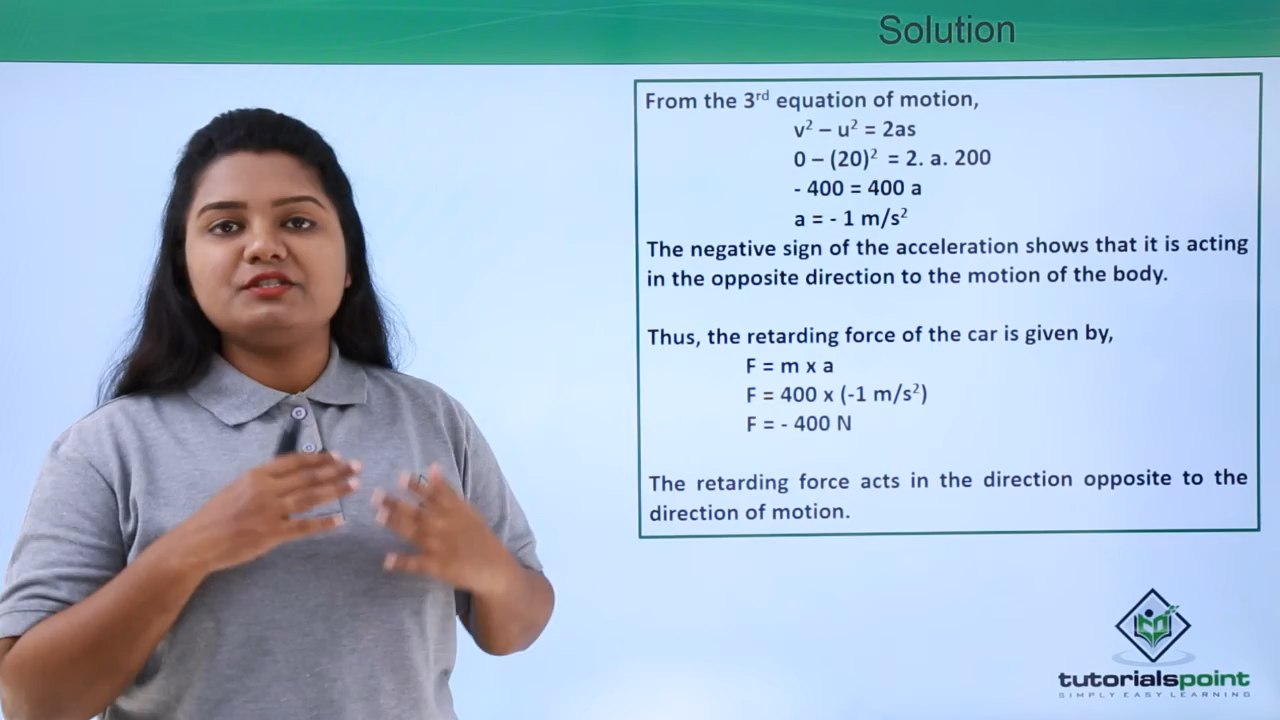 Solution
From the 3rd equation of motion,
v² – u² = 2as
0 – (20)² = 2. a. 200
- 400 = 400 a
a = - 1 m/s²
The negative sign of the acceleration shows that it is acting
in the opposite direction to the motion of the body.
Thus, the retarding force of the car is given by,
F = m x a
F = 400 x (-1 m/s²)
F = - 400 N
The retarding force acts in the direction opposite to the
direction of motion.
tutorialspoint
SIMPLY EASY LEARNING